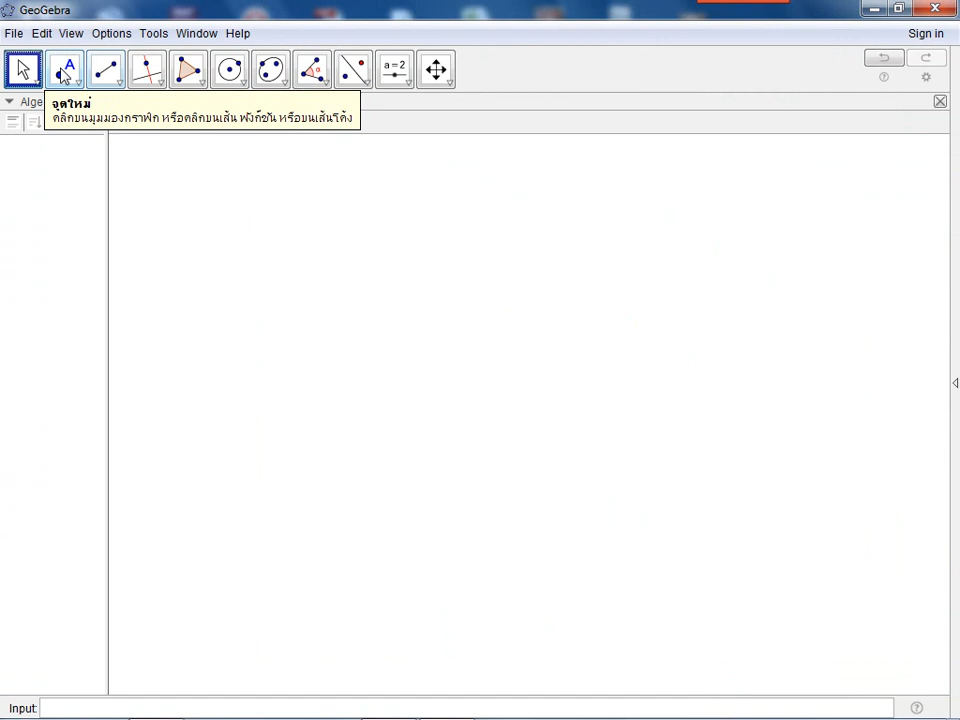 GeoGebra
File Edit View Options Tools Window Help Sign in
A
α
a = 2
Alge
จุดใหม่
คลิกบนมุมมองกราฟิก หรือคลิกบนเส้น ฟังก์ชัน หรือบนเส้นโค้ง
Input: